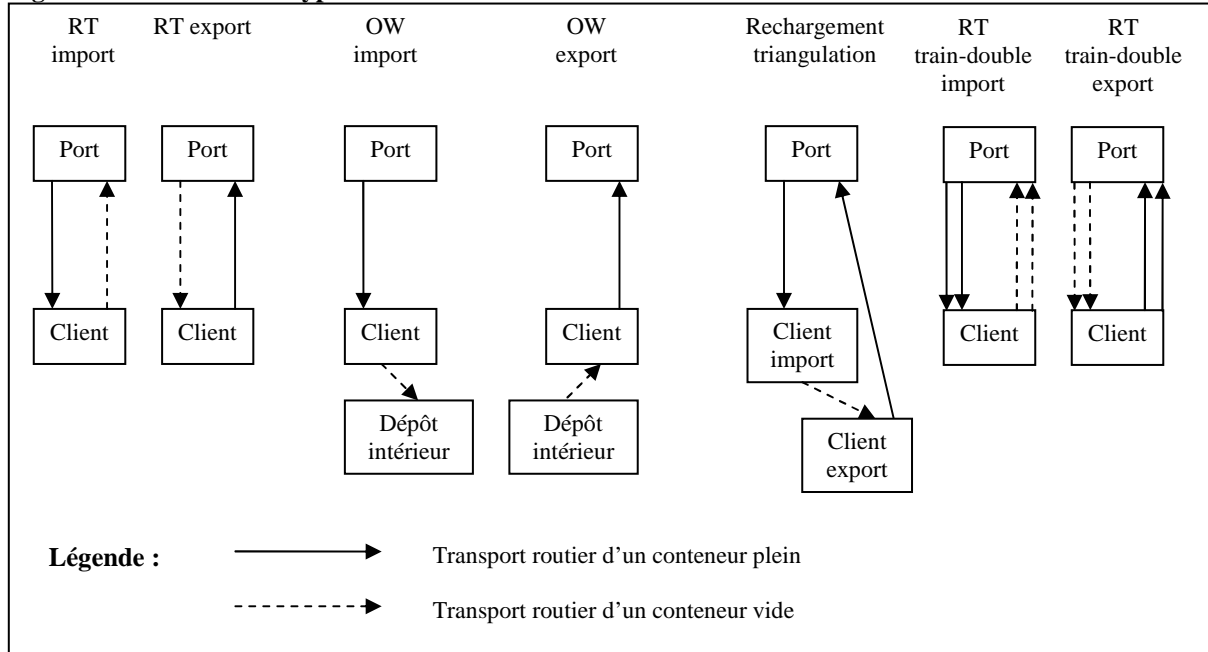 RT
import
RT export
OW
import
OW
export
Rechargement
triangulation
RT
train-double
import
RT
train-double
export
Port
Port
Port
Port
Port
Port
Port
Client
Client
Client
Client
Client
import
Client
Client
Dépôt
intérieur
Dépôt
intérieur
Client
export
Légende :
Transport routier d'un conteneur plein
Transport routier d'un conteneur vide